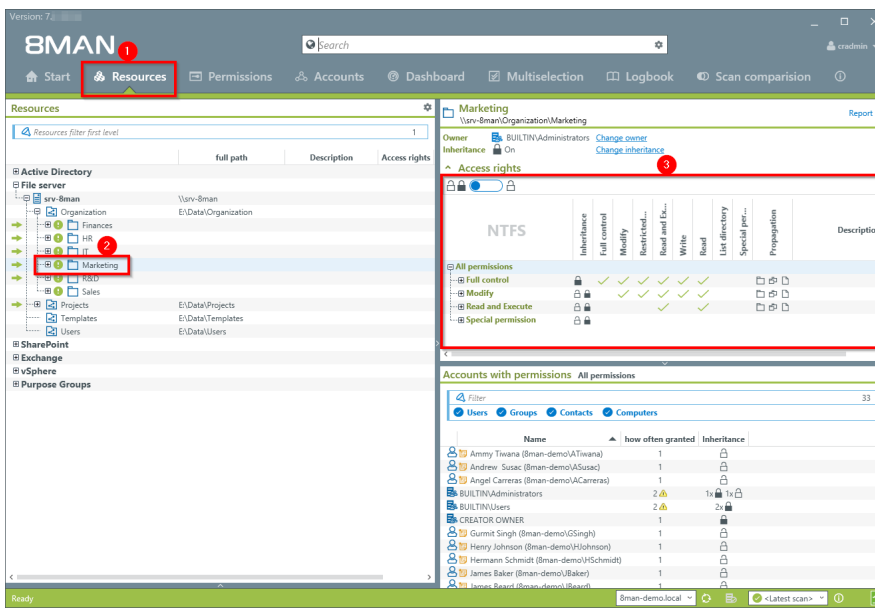 Version: 7.
8MAN
1
Search
cradmin
Start
Resources
Permissions
Accounts
Dashboard
Multiselection
Logbook
Scan comparision
Resources
Resources filter first level
1
full path
Description
Access rights
Active Directory
File server
srv-8man
\\srv-8man
Organization
E:\Data\Organization
Finances
HR
2
IT
Marketing
R&D
Sales
Projects
E:\Data\Projects
Templates
E:\Data\Templates
Users
E:\Data\Users
SharePoint
Exchange
vSphere
Purpose Groups
Marketing
\\srv-8man\Organization\Marketing
Report
Owner
BUILTIN\Administrators
Change owner
Inheritance
On
Change inheritance
3
Access rights
NTFS
Inheritance
Full control
Modify
Restricted...
Read and Ex...
Write
Read
List directory
Special per...
Propagation
Descriptio
All permissions
Full control
Modify
Read and Execute
Special permission
Accounts with permissions All permissions
Filter
33
Users
Groups
Contacts
Computers
Name
how often granted
Inheritance
Ammy Tiwana (8man-demo\ATiwana)
1
Andrew Susac (8man-demo\ASusac)
1
Angel Carreras (8man-demo\ACarreras)
1
BUILTIN\Administrators
2
1x 1x
BUILTIN\Users
2
2x
CREATOR OWNER
1
Gurmit Singh (8man-demo\GSingh)
1
Henry Johnson (8man-demo\HJohnson)
1
Hermann Schmidt (8man-demo\HSchmidt)
1
James Baker (8man-demo\JBaker)
1
James Beard (8man-demo\JBeard)
1
Ready
8man-demo.local
<Latest scan>